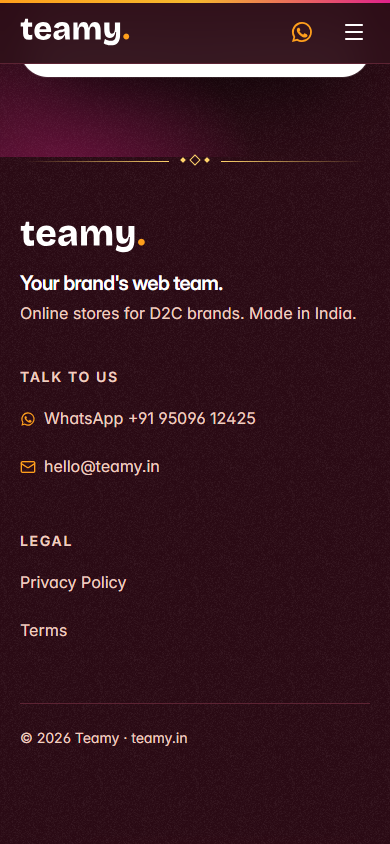 teamy.
teamy.
Your brand's web team.
Online stores for D2C brands. Made in India.
TALK TO US
WhatsApp +91 95096 12425
hello@teamy.in
LEGAL
Privacy Policy
Terms
© 2026 Teamy · teamy.in